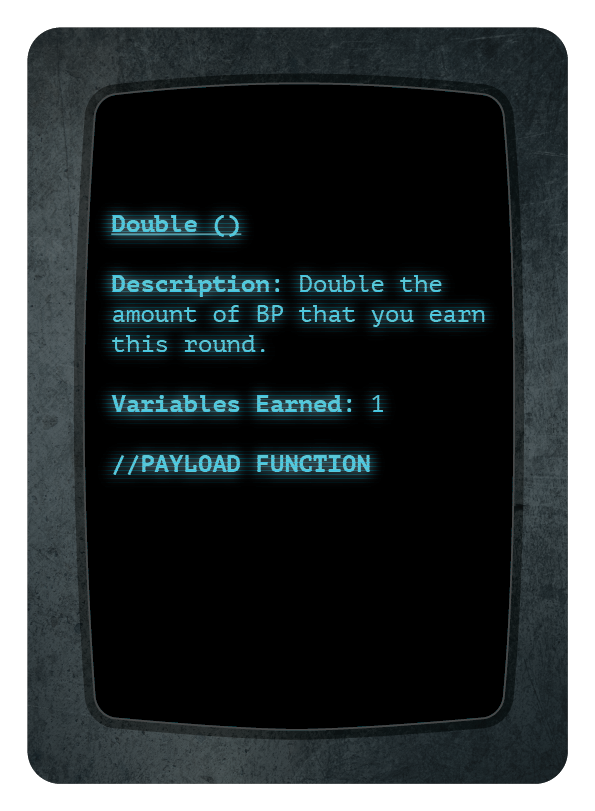 Double ()
Description: Double the
amount of BP that you earn
this round.
Variables Earned: 1
//PAYLOAD FUNCTION